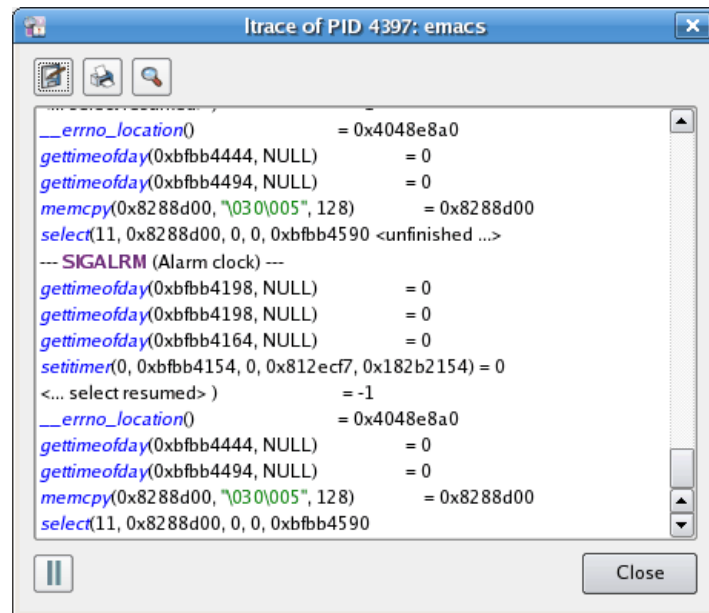 ltrace of PID 4397: emacs
resumed> ) = -1
__errno_location() = 0x4048e8a0
gettimeofday(0xbfbb4444, NULL) = 0
gettimeofday(0xbfbb4494, NULL) = 0
memcpy(0x8288d00, "\030\005", 128) = 0x8288d00
select(11, 0x8288d00, 0, 0, 0xbfbb4590 <unfinished ...>
--- SIGALRM (Alarm clock) ---
gettimeofday(0xbfbb4198, NULL) = 0
gettimeofday(0xbfbb4198, NULL) = 0
gettimeofday(0xbfbb4164, NULL) = 0
setitimer(0, 0xbfbb4154, 0, 0x812ecf7, 0x182b2154) = 0
<... select resumed> ) = -1
__errno_location() = 0x4048e8a0
gettimeofday(0xbfbb4444, NULL) = 0
gettimeofday(0xbfbb4494, NULL) = 0
memcpy(0x8288d00, "\030\005", 128) = 0x8288d00
select(11, 0x8288d00, 0, 0, 0xbfbb4590
Close